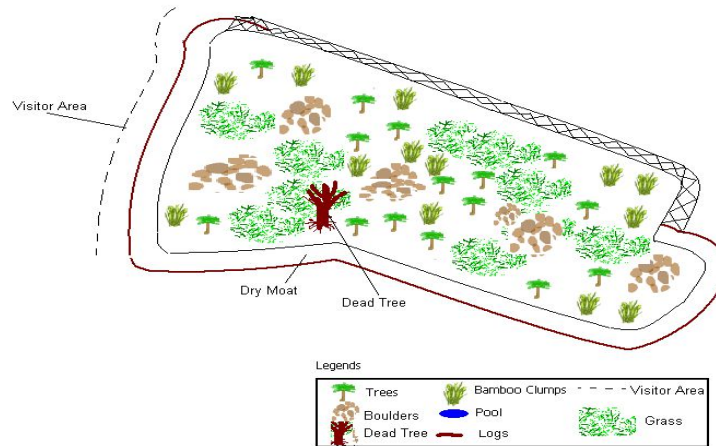 Visitor Area
Dry Moat
Dead Tree
Legends
Trees
Bamboo Clumps
Visitor Area
Boulders
Pool
Grass
Dead Tree
Logs